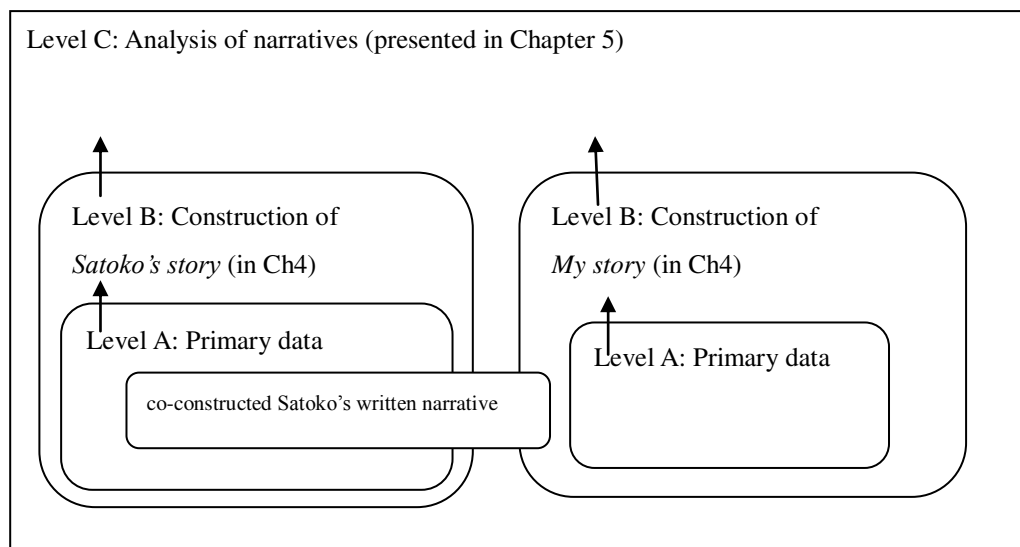 Level C: Analysis of narratives (presented in Chapter 5)
Level B: Construction of
Satoko’s story (in Ch4)
Level A: Primary data
co-constructed Satoko’s written narrative
Level B: Construction of
My story (in Ch4)
Level A: Primary data